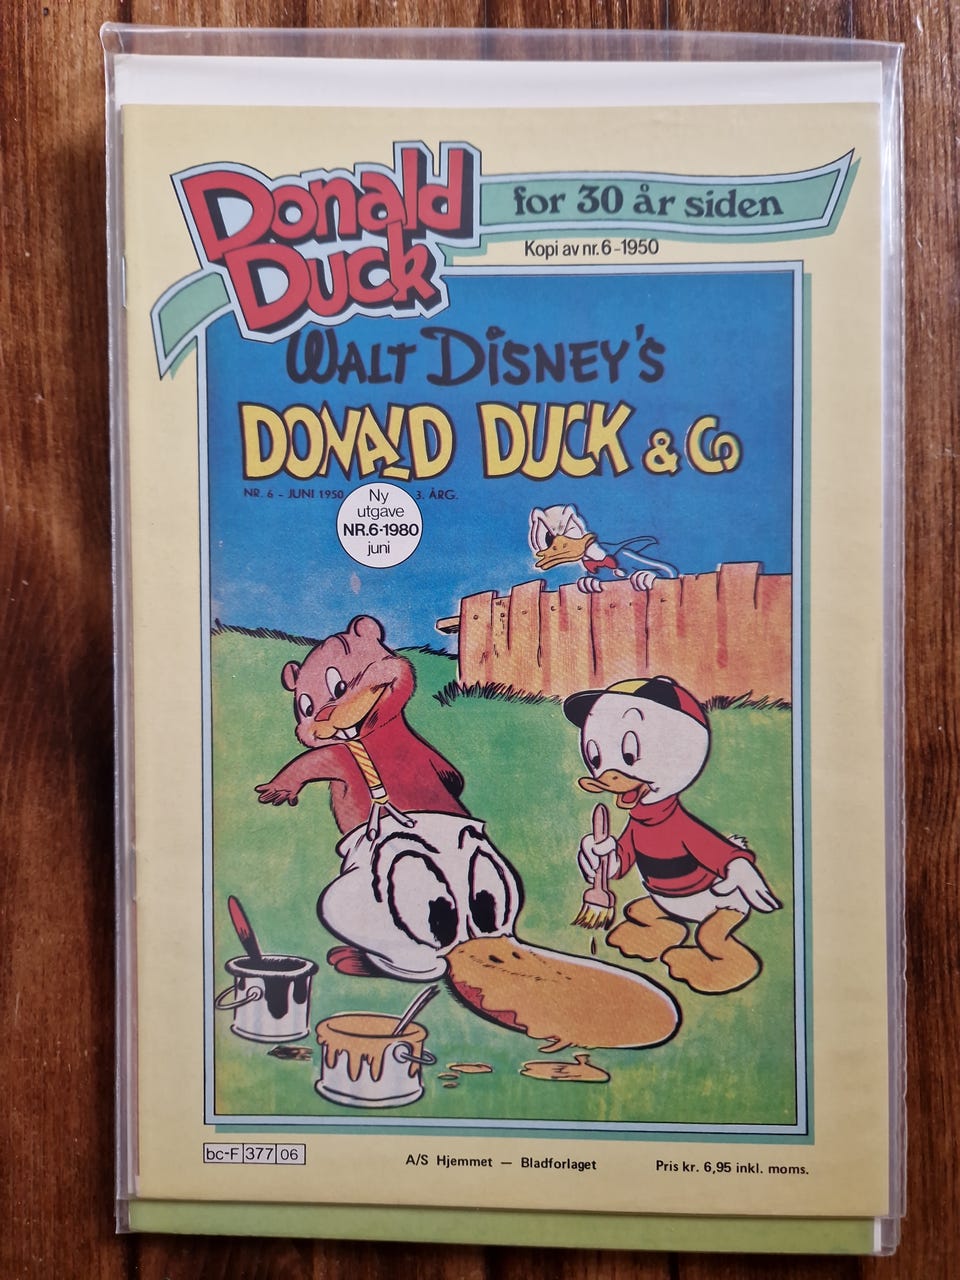 Donald
Duck
for 30 år siden
Kopi av nr. 6-1950
WALT DISNEY'S
DONALD DUCK & Co
NR. 6 - JUNI 1950
3. ÅRG.
Ny
utgave
NR.6-1980
juni
bc-F 377 06
A/S Hjemmet — Bladforlaget
Pris kr. 6,95 inkl. moms.